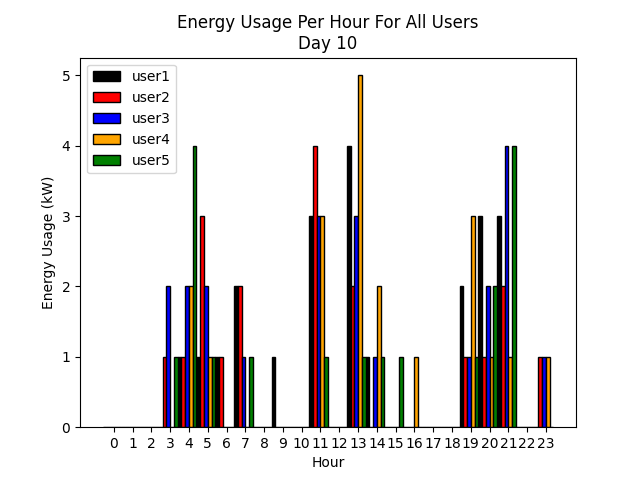 Energy Usage Per Hour For All Users
Day 10
user1
user2
user3
user4
user5
Energy Usage (kW)
5
4
3
2
1
0
0 1 2 3 4 5 6 7 8 9 10 11 12 13 14 15 16 17 18 19 20 21 22 23
Hour